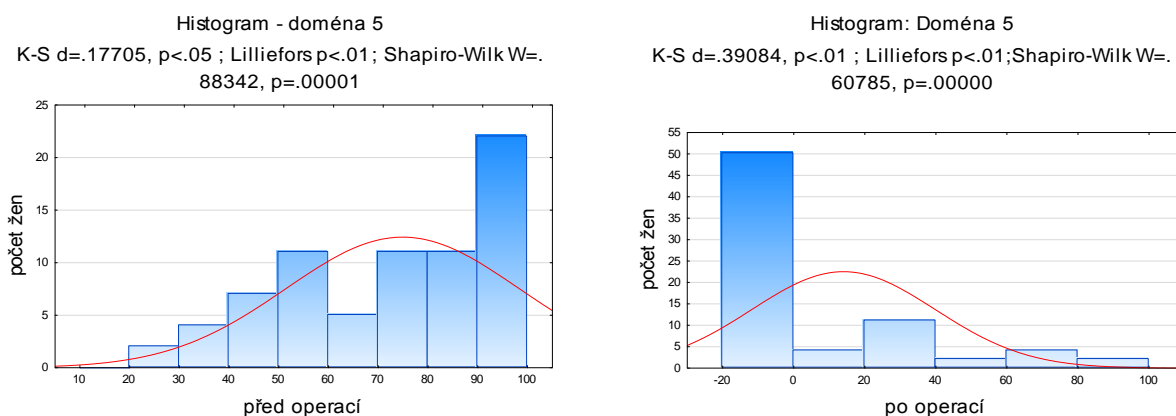 Histogram - doména 5
K-S d=.17705, p<.05 ; Lilliefors p<.01; Shapiro-Wilk W=.
88342, p=.00001
25
20
15
10
5
0
počet žen
10 20 30 40 50 60 70 80 90 100
před operací
Histogram: Doména 5
K-S d=.39084, p<.01 ; Lilliefors p<.01;Shapiro-Wilk W=.
60785, p=.00000
55
50
45
40
35
30
25
20
15
10
5
0
počet žen
-20 0 20 40 60 80 100
po operací